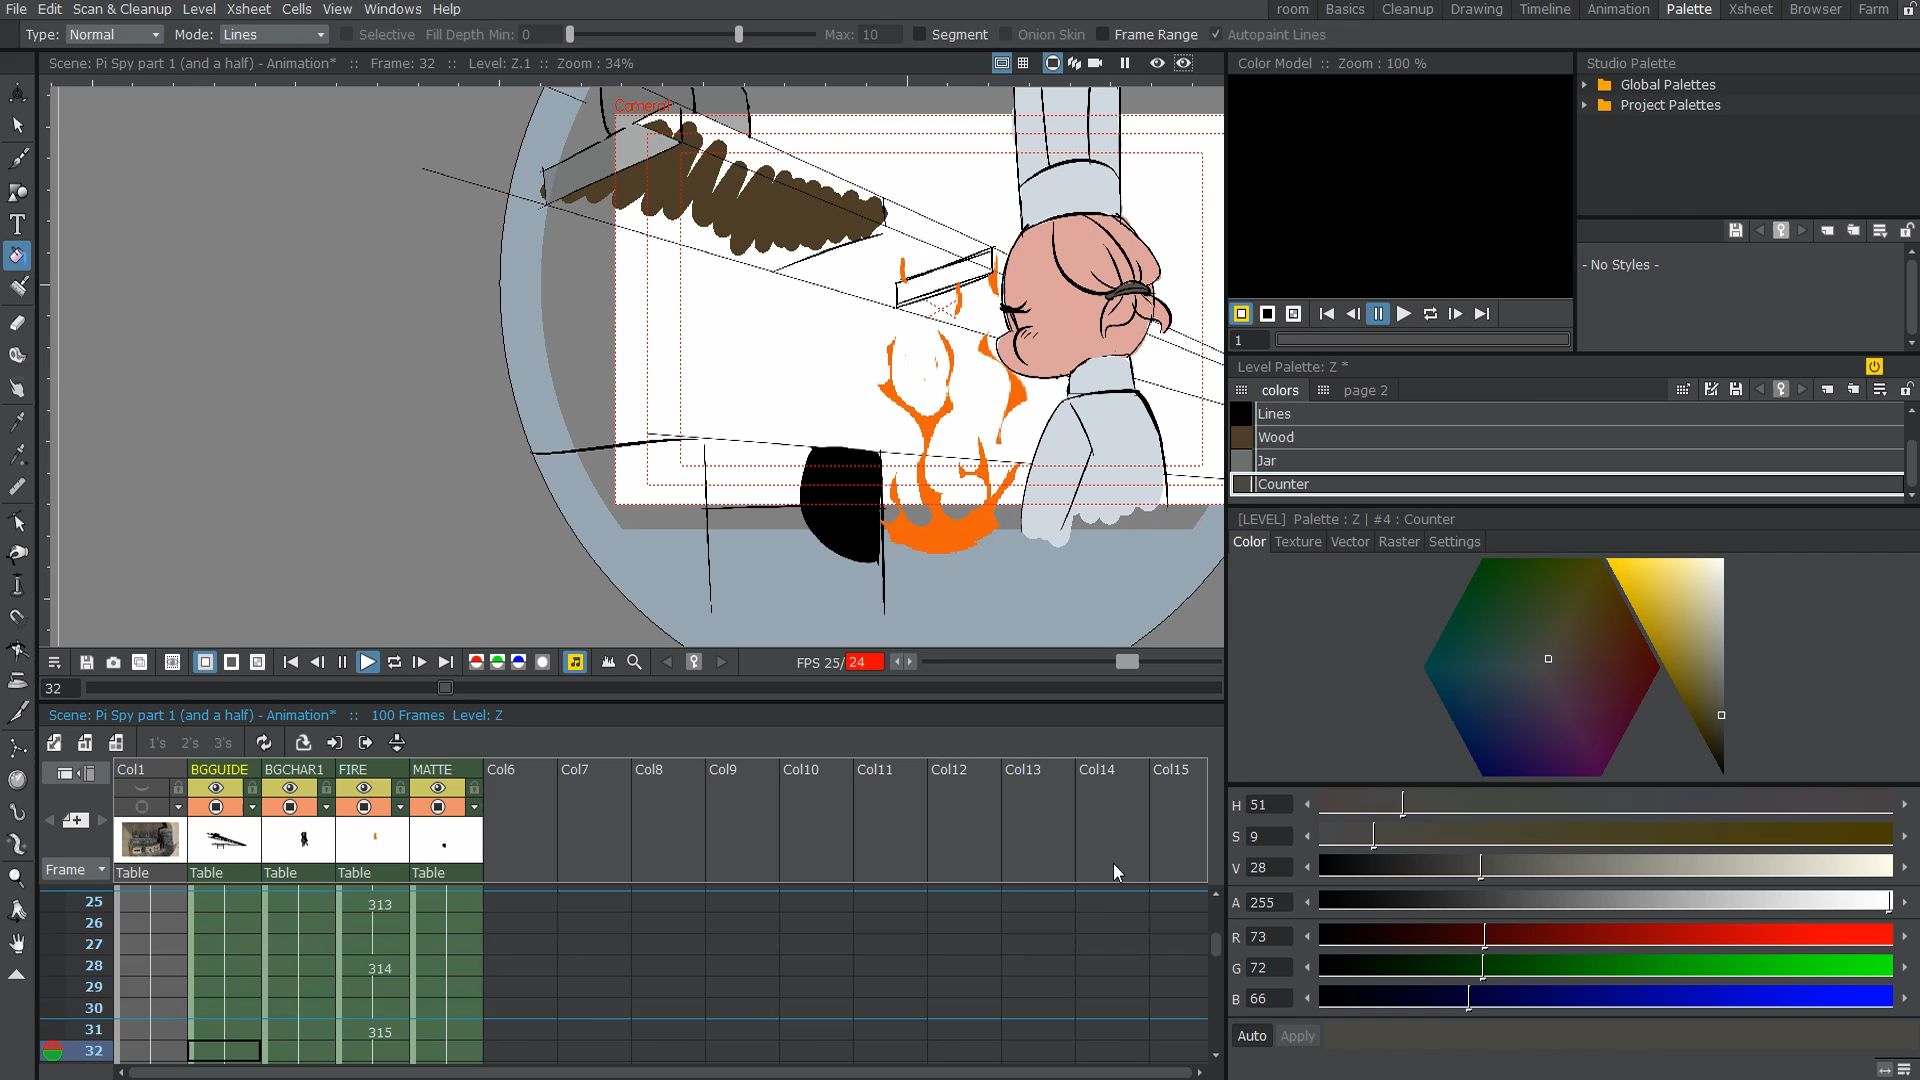 File Edit Scan & Cleanup Level Xsheet Cells View Windows Help
room Basics Cleanup Drawing Timeline Animation Palette Xsheet Browser Farm
Type: Normal Mode: Lines Selective Fill Depth Min: 0 Max: 10 Segment Onion Skin Frame Range Autopaint Lines
Scene: Pi Spy part 1 (and a half) - Animation* :: Frame: 32 :: Level: Z.1 :: Zoom : 34%
Color Model :: Zoom : 100 %
Studio Palette
Global Palettes
Project Palettes
Camera1
- No Styles -
1
Level Palette: Z *
colors page 2
Lines
Wood
Jar
Counter
[LEVEL] Palette : Z | #4 : Counter
Color Texture Vector Raster Settings
FPS 25/24
32
Scene: Pi Spy part 1 (and a half) - Animation* :: 100 Frames Level: Z
1's 2's 3's
Col1 BGGUIDE BGCHAR1 FIRE MATTE Col6 Col7 Col8 Col9 Col10 Col11 Col12 Col13 Col14 Col15
Frame Table Table Table Table Table
25 313
26
27
28 314
29
30
31 315
32
H 51
S 9
V 28
A 255
R 73
G 72
B 66
Auto Apply